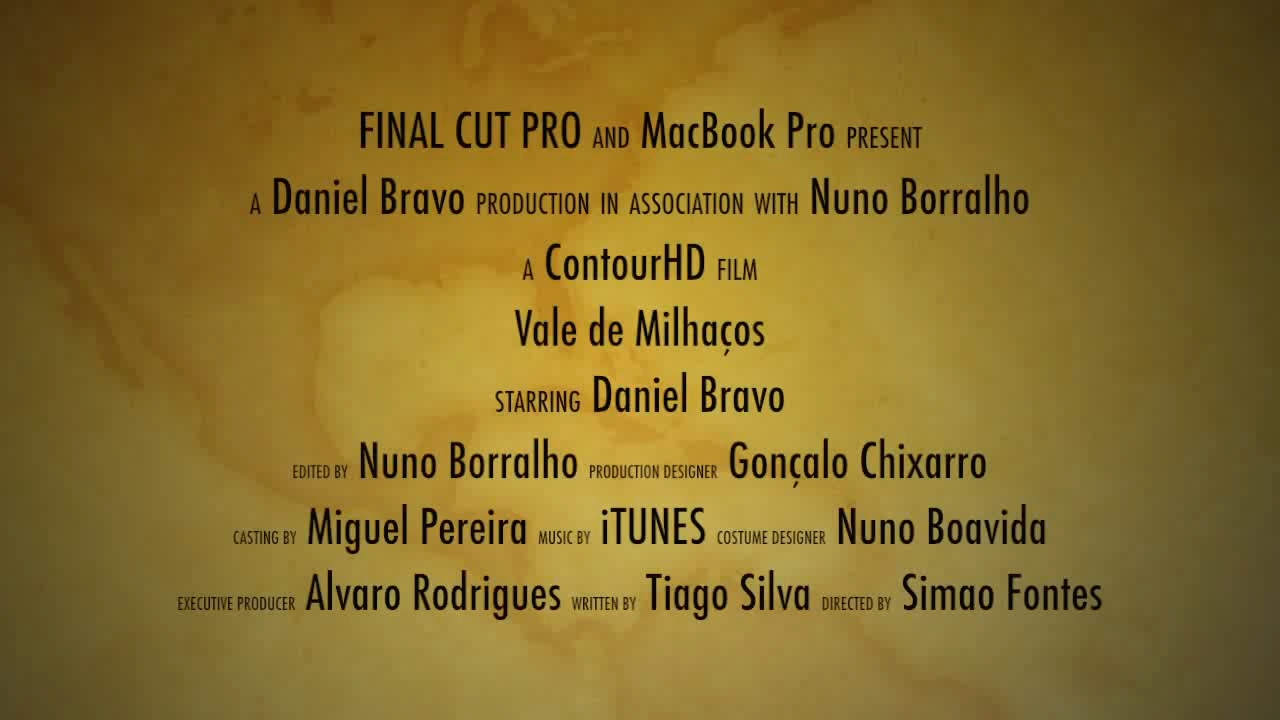 FINAL CUT PRO AND MacBook Pro PRESENT
A Daniel Bravo PRODUCTION IN ASSOCIATION WITH Nuno Borralho
A ContourHD FILM
Vale de Milhaços
STARRING Daniel Bravo
EDITED BY Nuno Borralho PRODUCTION DESIGNER Gonçalo Chixarro
CASTING BY Miguel Pereira MUSIC BY iTUNES COSTUME DESIGNER Nuno Boavida
EXECUTIVE PRODUCER Alvaro Rodrigues WRITTEN BY Tiago Silva DIRECTED BY Simao Fontes